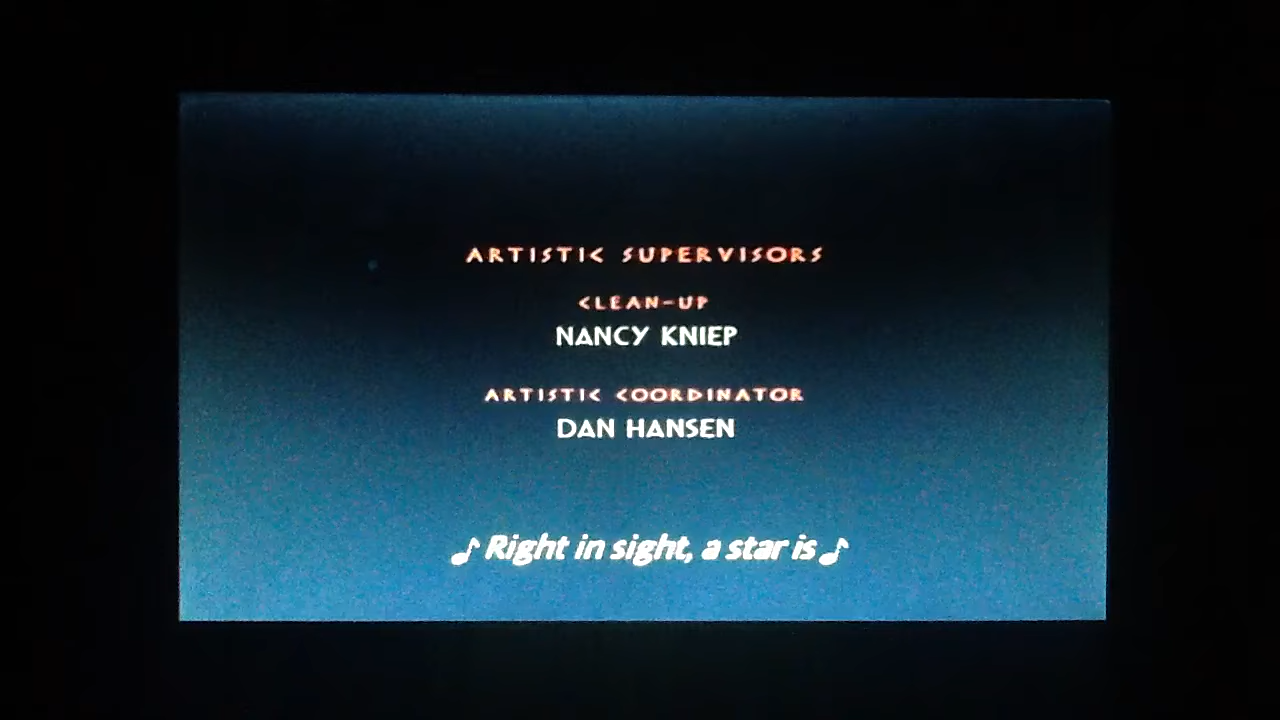 ARTISTIC SUPERVISORS
CLEAN-UP
NANCY KNIEP
ARTISTIC COORDINATOR
DAN HANSEN
♪ Right in sight, a star is ♪